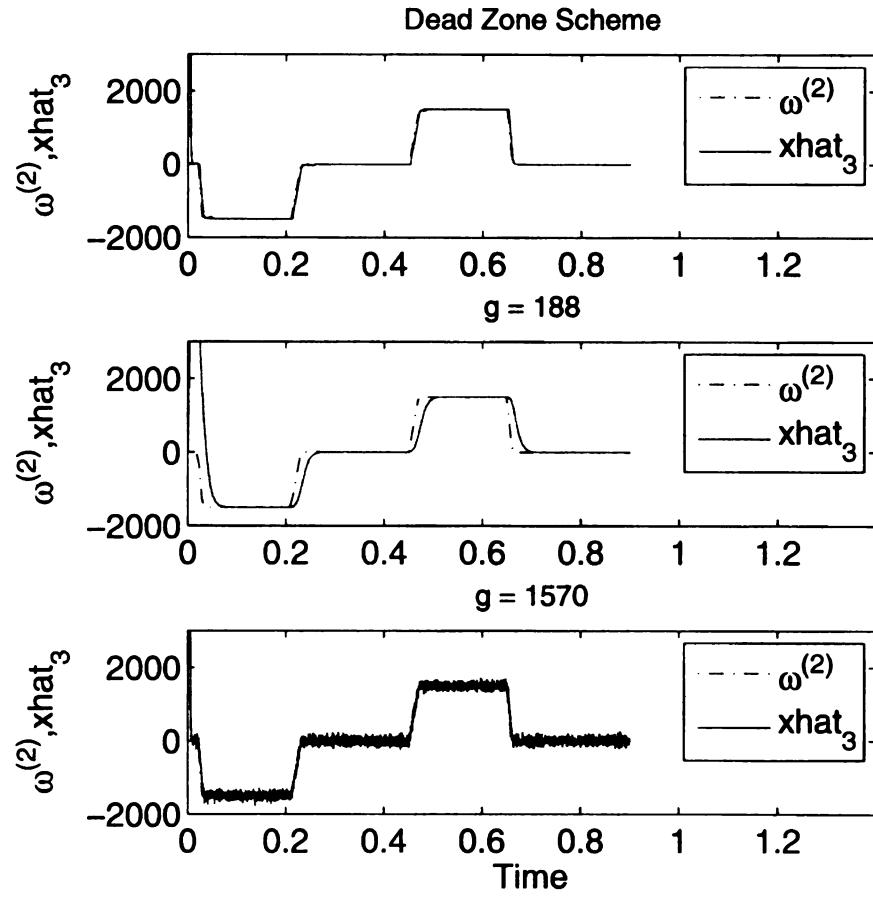 Dead Zone Scheme
ω^(2),xhat_3
2000
0
−2000
ω^(2)
xhat_3
0 0.2 0.4 0.6 0.8 1 1.2
g = 188
ω^(2),xhat_3
2000
0
−2000
ω^(2)
xhat_3
0 0.2 0.4 0.6 0.8 1 1.2
g = 1570
ω^(2),xhat_3
2000
0
−2000
ω^(2)
xhat_3
0 0.2 0.4 0.6 0.8 1 1.2
Time